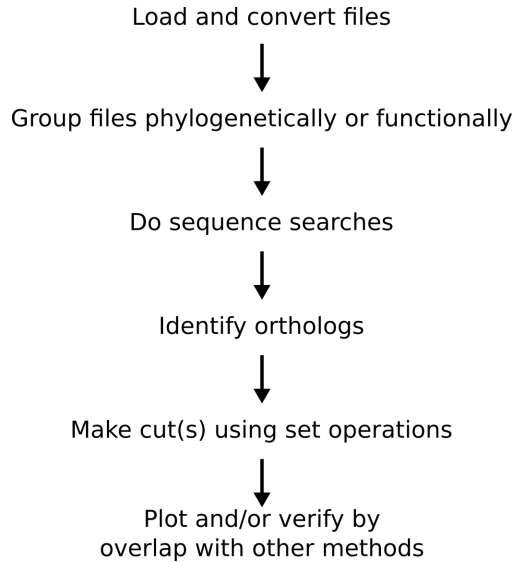 Load and convert files
Group files phylogenetically or functionally
Do sequence searches
Identify orthologs
Make cut(s) using set operations
Plot and/or verify by
overlap with other methods